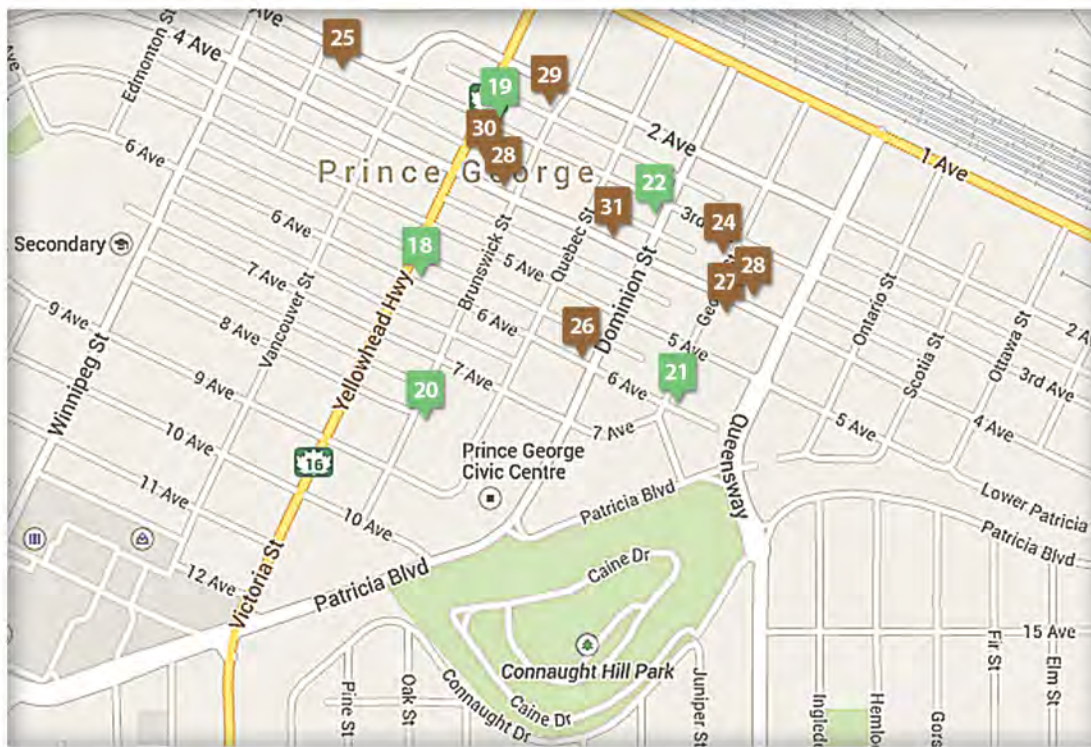 Edmonton St
Ave
4 Ave
25
29
19
30
28
Prince George
2 Ave
1 Ave
22
3rd
31
24
28
27
Secondary
6 Ave
6 Ave
7 Ave
8 Ave
9 Ave
9 Ave
10 Ave
11 Ave
12 Ave
10 Ave
18
5 Ave
6 Ave
7 Ave
26
20
21
5 Ave
6 Ave
7 Ave
Winnipeg St
Vancouver St
Yellowhead Hwy
Brunswick St
Quebec St
Dominion St
Ge
Queensway
Ontario St
Scotia St
Ottawa St
2 A
3rd Ave
4 Ave
5 Ave
16
Victoria St
Prince George
Civic Centre
Patricia Blvd
Patricia Blvd
Lower Patricia
Patricia Blvd
Caine Dr
Connaught Hill Park
Caine Dr
Connaught Dr
Pine St
Oak St
Juniper St
15 Ave
Fir St
Elm St
Ingled
Hemlo
Gors